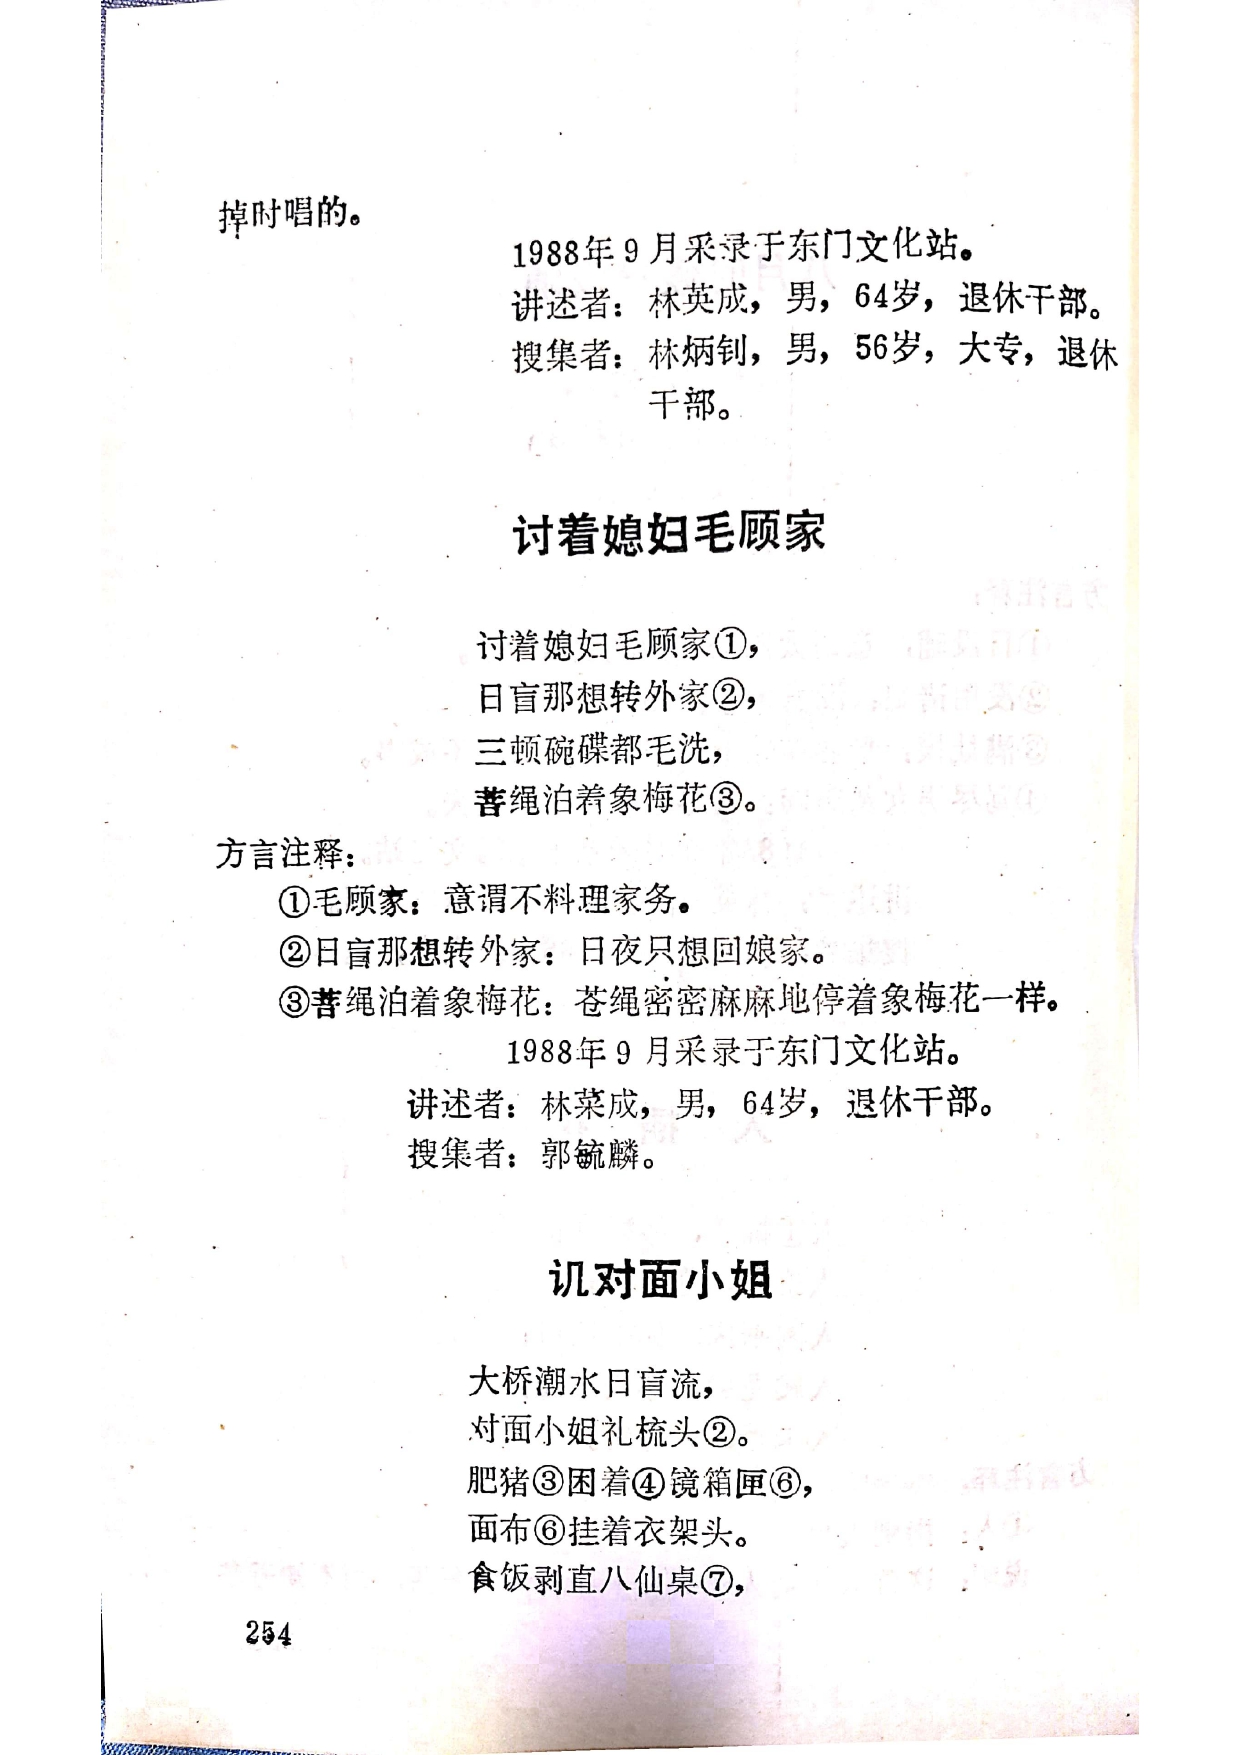 掉时唱的。
1988年9月采录于东门文化站。
讲述者：林英成，男，64岁，退休干部。
搜集者：林炳钊，男，56岁，大专，退休
干部。
讨着媳妇毛顾家
讨着媳妇毛顾家①，
日盲那想转外家②，
三顿碗碟都毛洗，
菩绳泊着象梅花③。
方言注释：
①毛顾家：意谓不料理家务。
②日盲那想转外家：日夜只想回娘家。
③菩绳泊着象梅花：苍绳密密麻麻地停着象梅花一样。
1988年9月采录于东门文化站。
讲述者：林菜成，男，64岁，退休干部。
搜集者：郭毓麟。
讥对面小姐
大桥潮水日盲流，
对面小姐礼梳头②。
肥猪③困着④镜箱匣⑥，
面布⑥挂着衣架头。
食饭剥直八仙桌⑦，
254